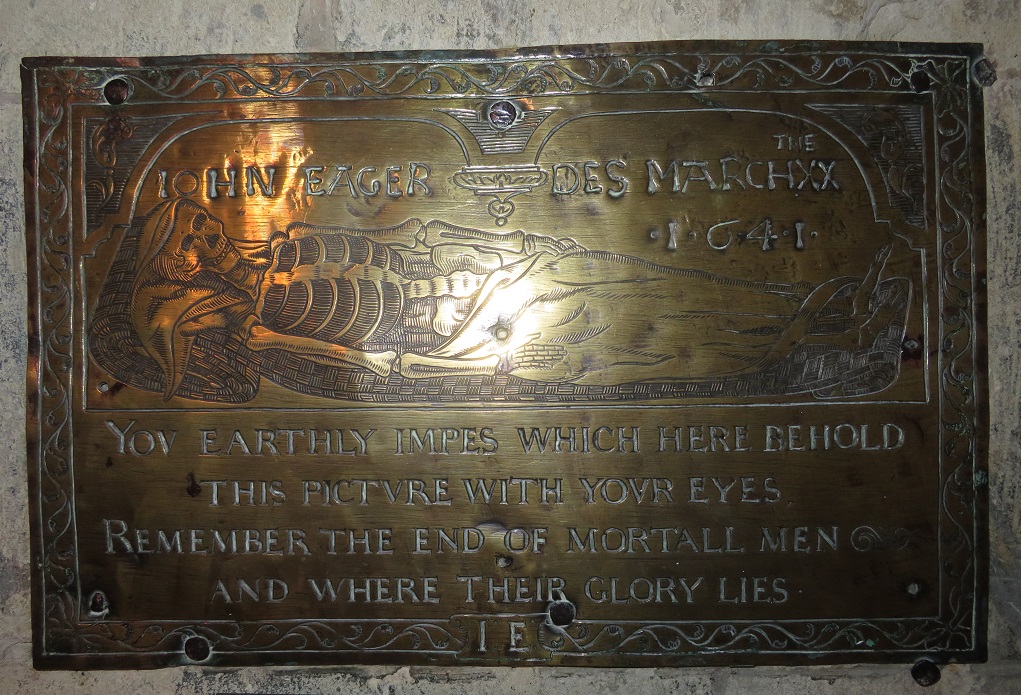 THE
IOHN EAGER DES MARCH XX
·1·6·4·1·
YOV EARTHLY IMPES WHICH HERE BEHOLD
THIS PICTVRE WITH YOVR EYES.
REMEMBER THE END OF MORTALL MEN
AND WHERE THEIR GLORY LIES
I E